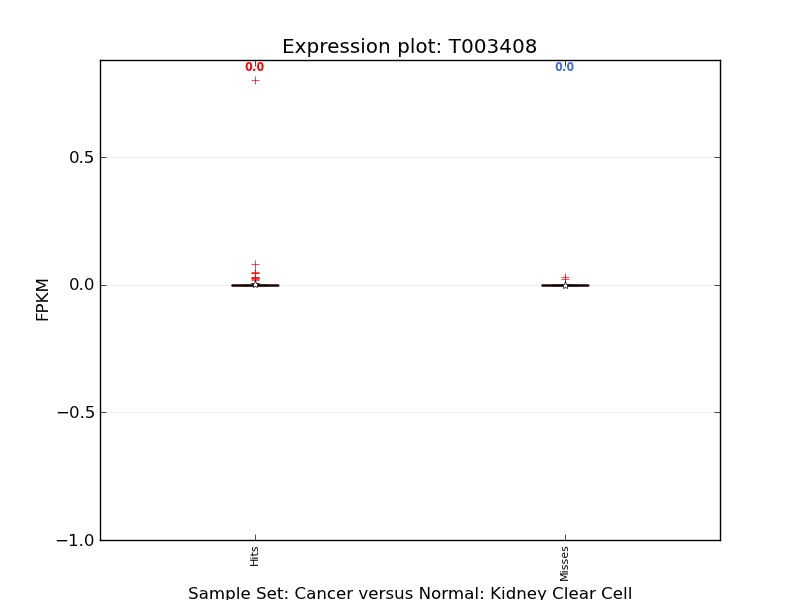 Expression plot: T003408
0.0 0.0
0.5
0.0
−0.5
−1.0
FPKM
Hits Misses
Sample Set: Cancer versus Normal: Kidney Clear Cell